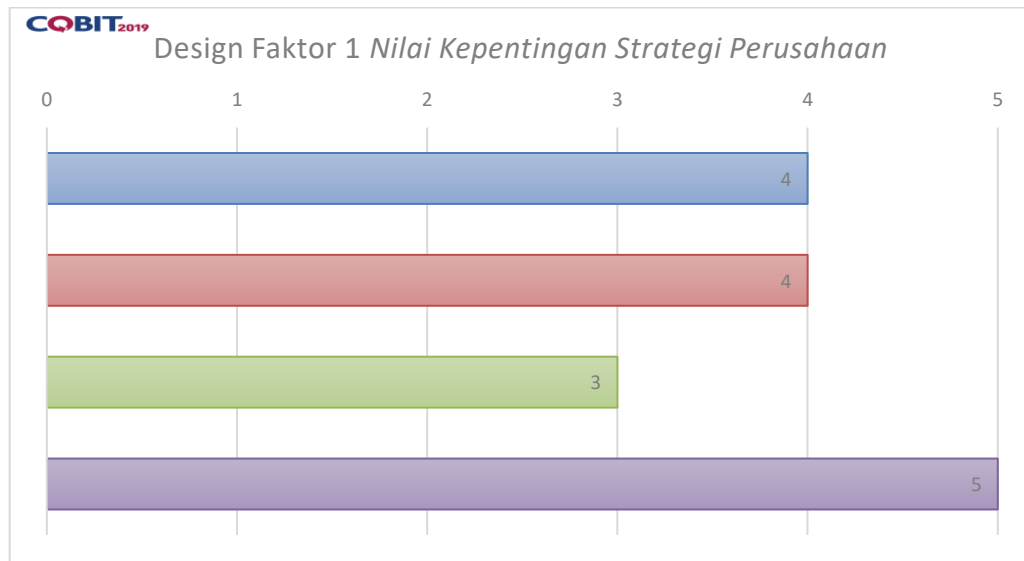 COBIT2019
Design Faktor 1 Nilai Kepentingan Strategi Perusahaan
0 1 2 3 4 5
4
4
3
5